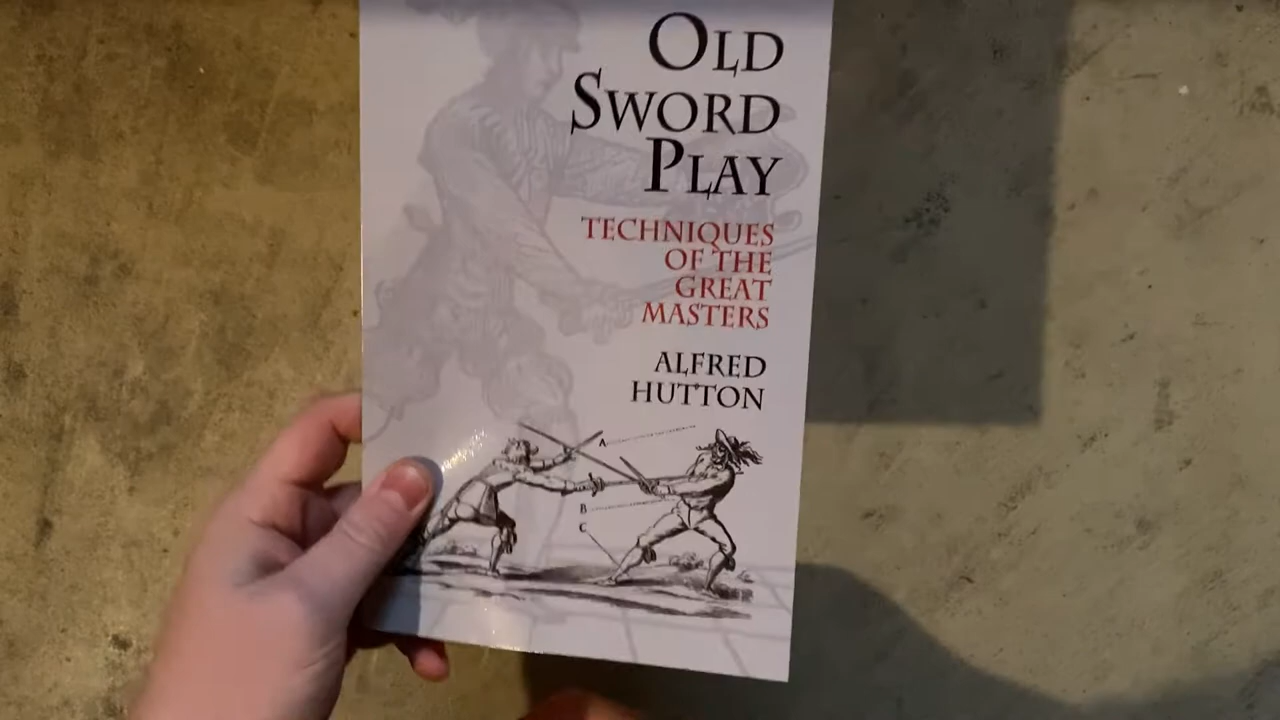 OLD
SWORD
PLAY
TECHNIQUES
OF THE
GREAT
MASTERS
ALFRED
HUTTON
A
B
C